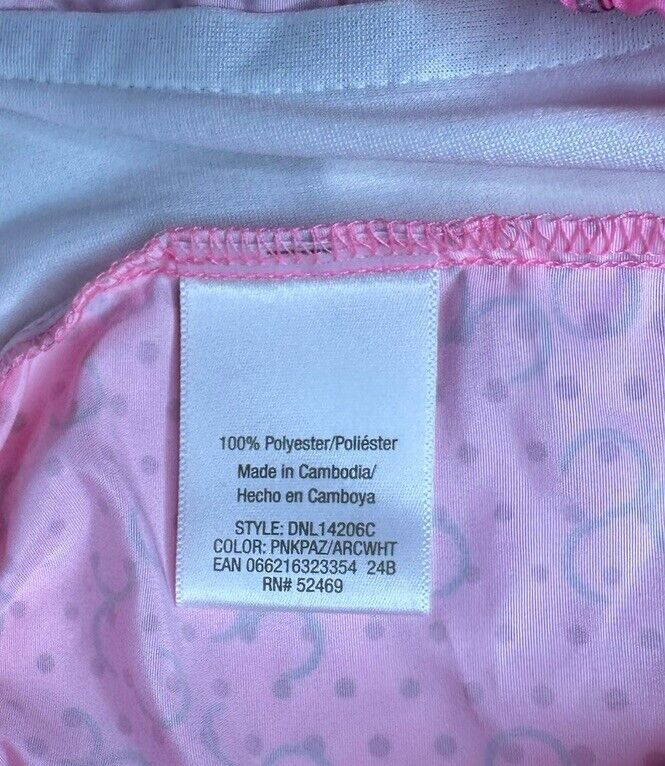 100% Polyester/Poliéster
Made in Cambodia/
Hecho en Camboya
STYLE: DNL14206C
COLOR: PNKPAZ/ARCWHT
EAN 066216323354 24B
RN# 52469